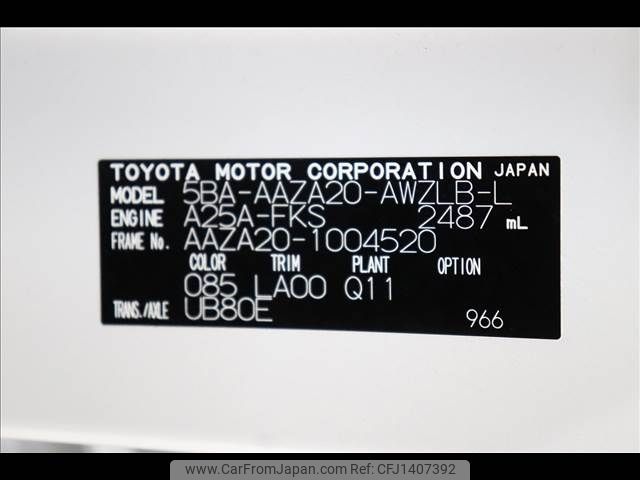 TOYOTA MOTOR CORPORATION JAPAN
MODEL 5BA-AAZA20-AWZLB-L
ENGINE A25A-FKS 2487 mL
FRAME No. AAZA20-1004520
COLOR TRIM PLANT OPTION
085 LA00 Q11
TRANS./AXLE UB80E 966
www.CarFromJapan.com CFJ1407392